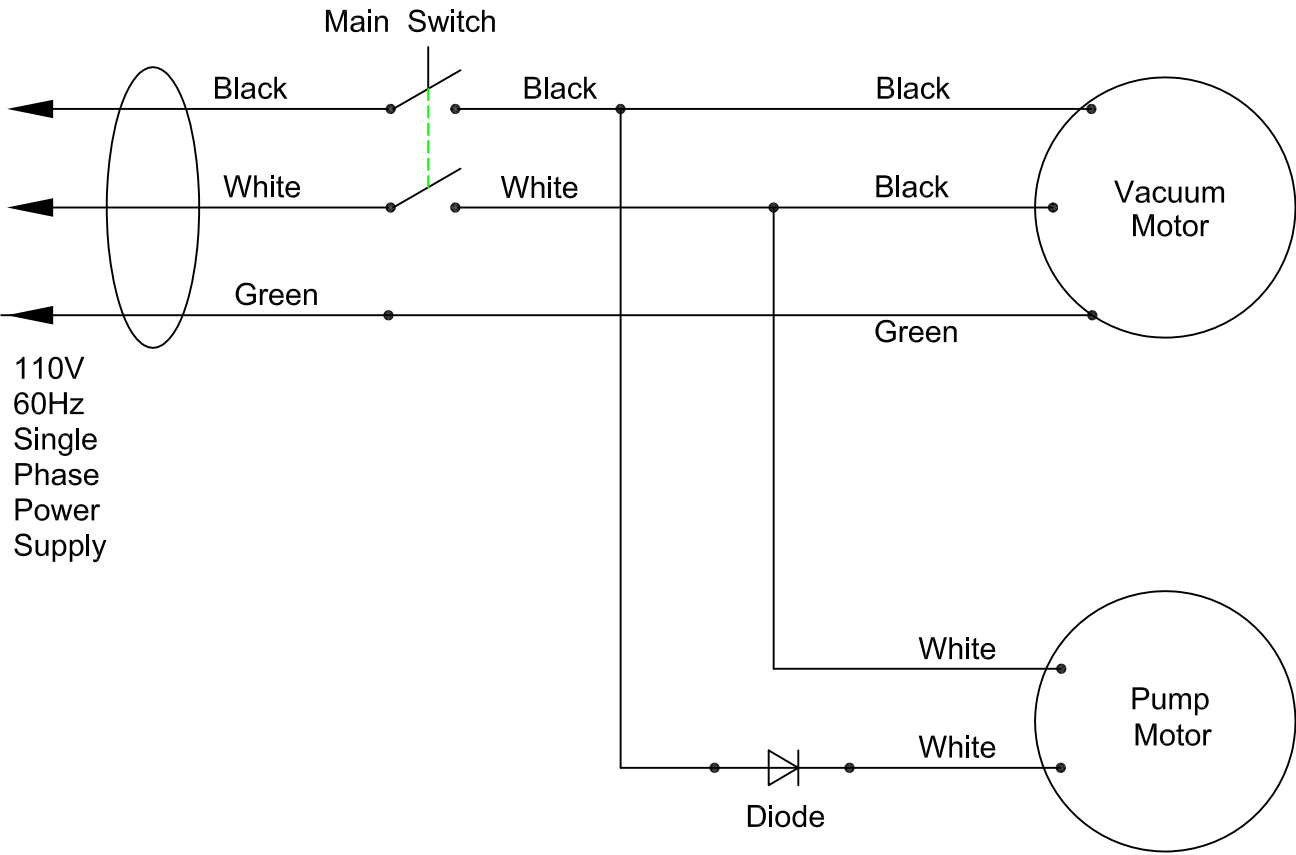 Main Switch
Black
Black
Black
White
White
Black
Vacuum
Motor
Green
Green
110V
60Hz
Single
Phase
Power
Supply
White
Pump
Motor
White
Diode